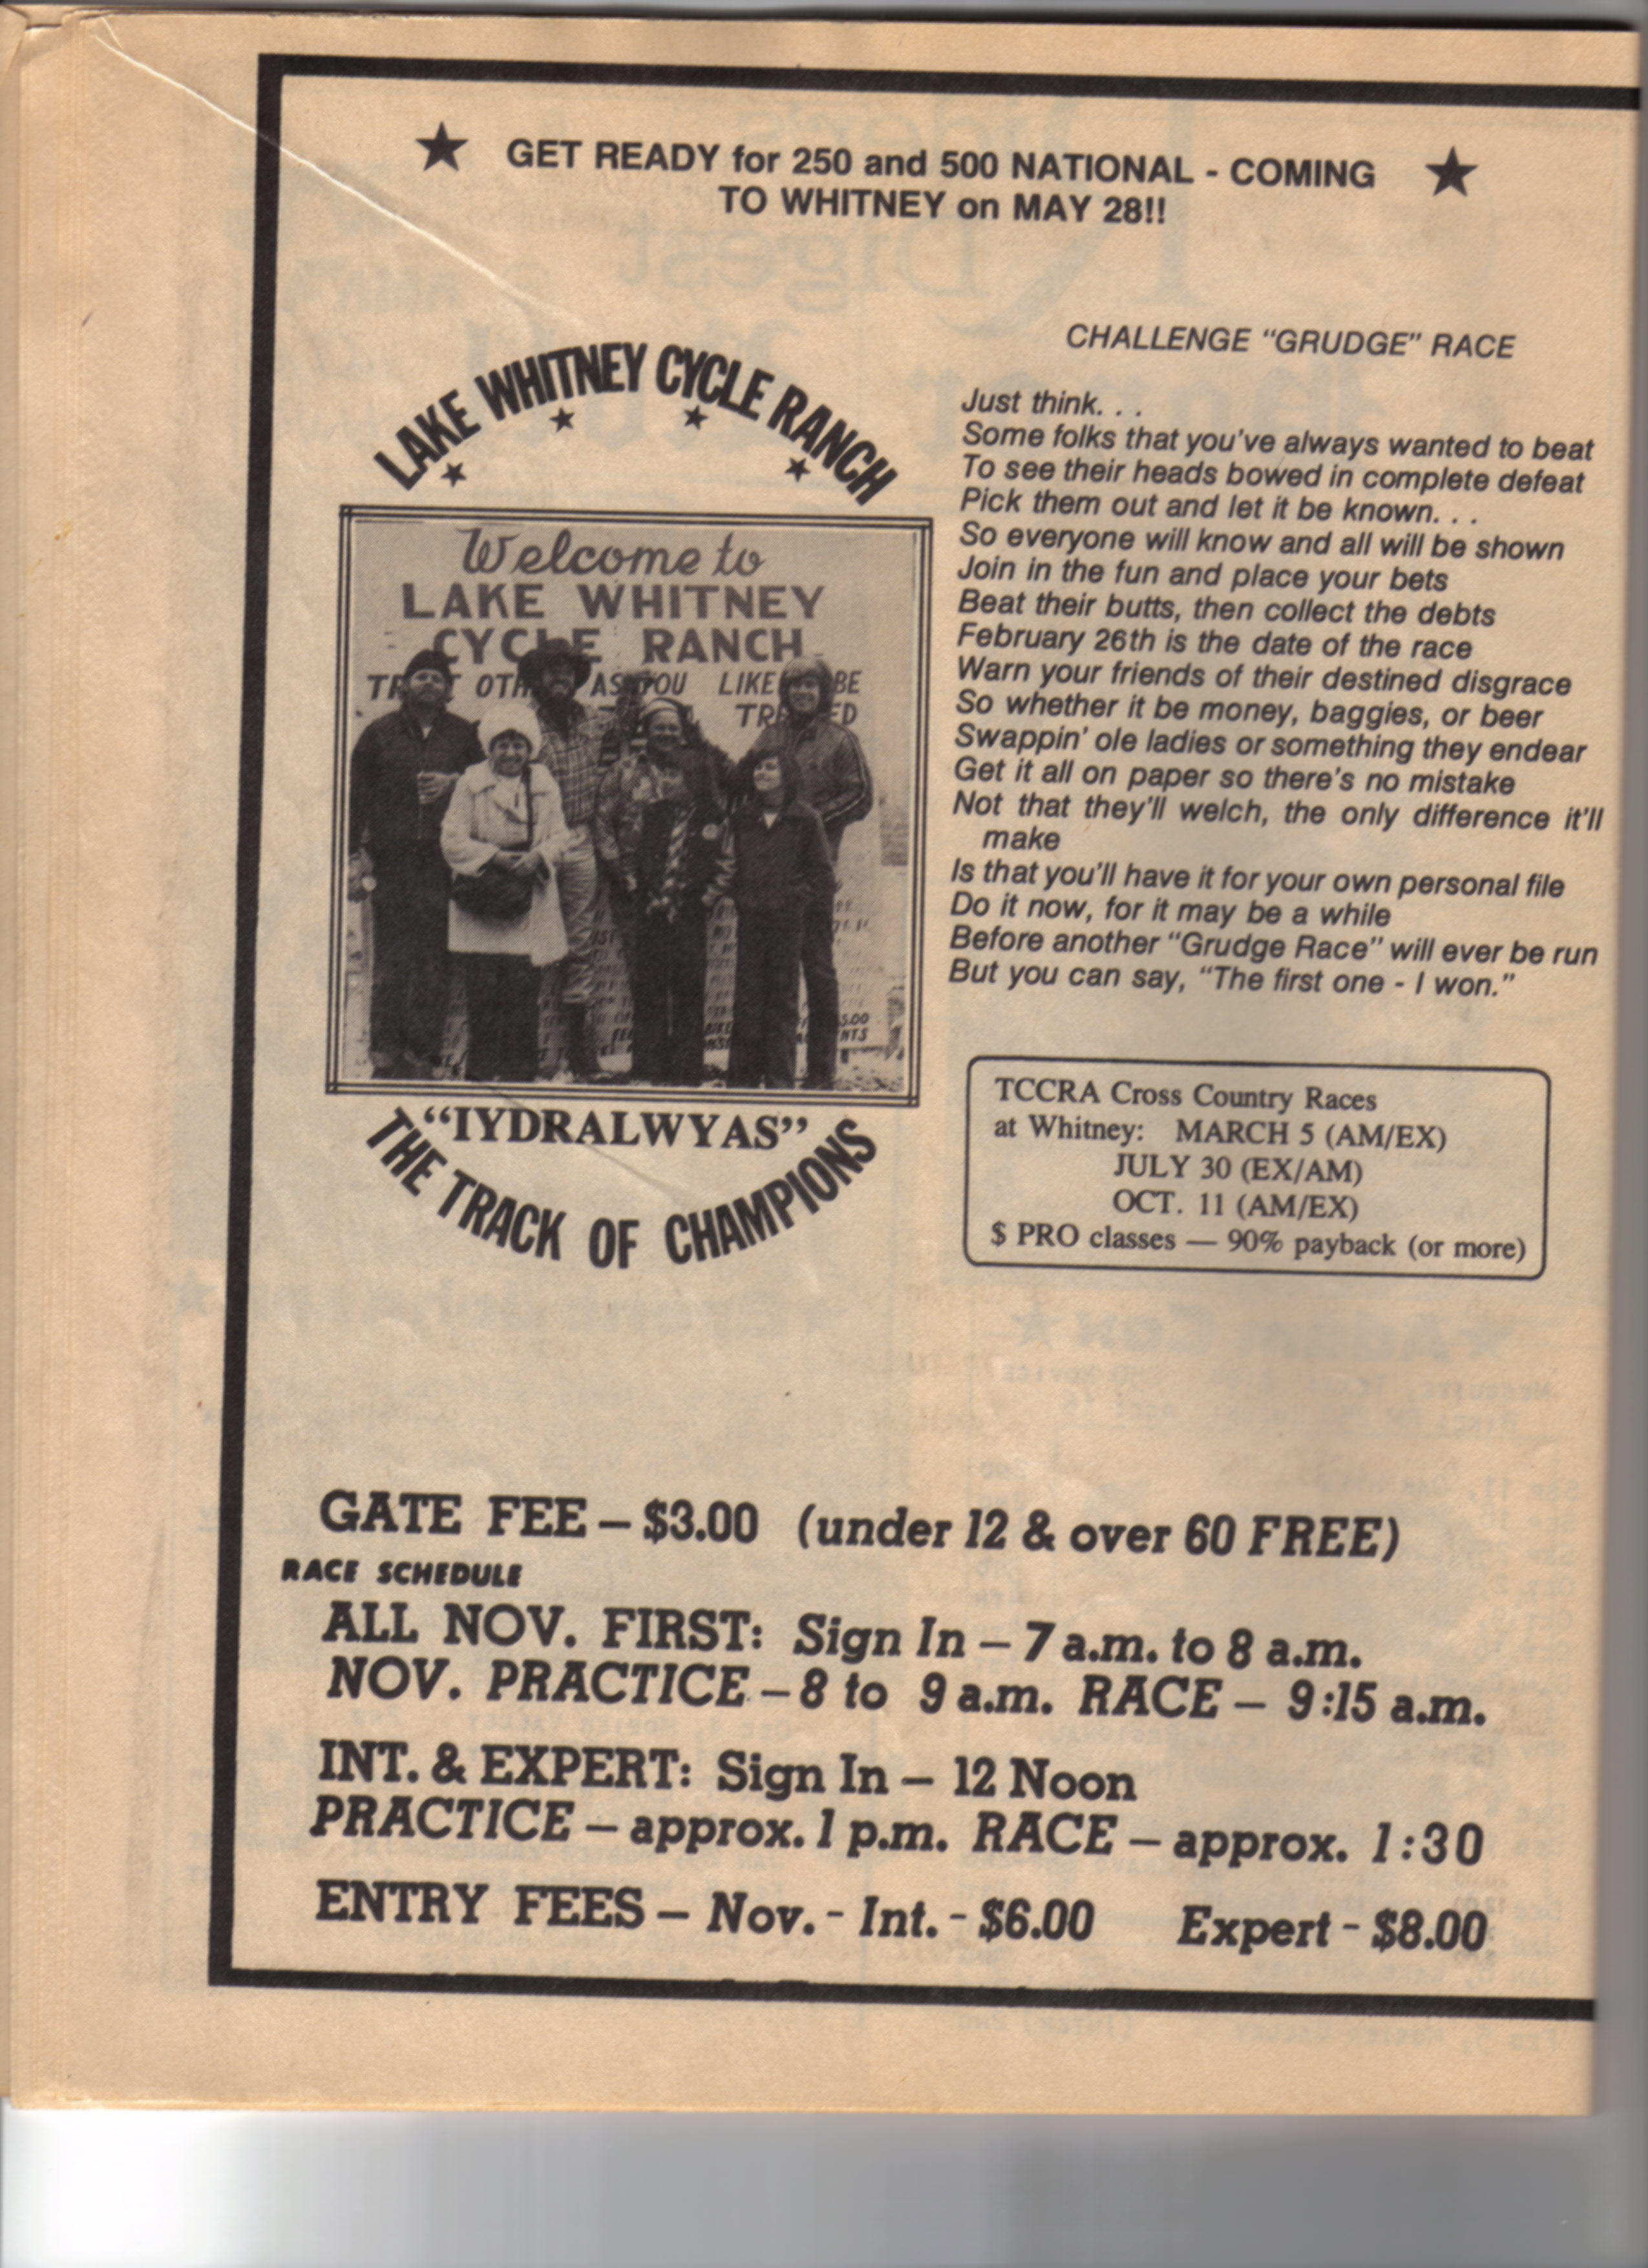 GET READY for 250 and 500 NATIONAL - COMING
TO WHITNEY on MAY 28!!
LAKE WHITNEY CYCLE RANCH
Welcome to
LAKE WHITNEY
CYCLE RANCH
AS YOU LIKE BE
"IYDRALWYAS"
THE TRACK OF CHAMPIONS
CHALLENGE "GRUDGE" RACE
Just think. . .
Some folks that you've always wanted to beat
To see their heads bowed in complete defeat
Pick them out and let it be known. . .
So everyone will know and all will be shown
Join in the fun and place your bets
Beat their butts, then collect the debts
February 26th is the date of the race
Warn your friends of their destined disgrace
So whether it be money, baggies, or beer
Swappin' ole ladies or something they endear
Get it all on paper so there's no mistake
Not that they'll welch, the only difference it'll
make
Is that you'll have it for your own personal file
Do it now, for it may be a while
Before another "Grudge Race" will ever be run
But you can say, "The first one - I won."
TCCRA Cross Country Races
at Whitney: MARCH 5 (AM/EX)
JULY 30 (EX/AM)
OCT. 11 (AM/EX)
$ PRO classes — 90% payback (or more)
GATE FEE – $3.00 (under 12 & over 60 FREE)
RACE SCHEDULE
ALL NOV. FIRST: Sign In – 7 a.m. to 8 a.m.
NOV. PRACTICE – 8 to 9 a.m. RACE – 9:15 a.m.
INT. & EXPERT: Sign In – 12 Noon
PRACTICE – approx. 1 p.m. RACE – approx. 1:30
ENTRY FEES – Nov. - Int. - $6.00 Expert - $8.00